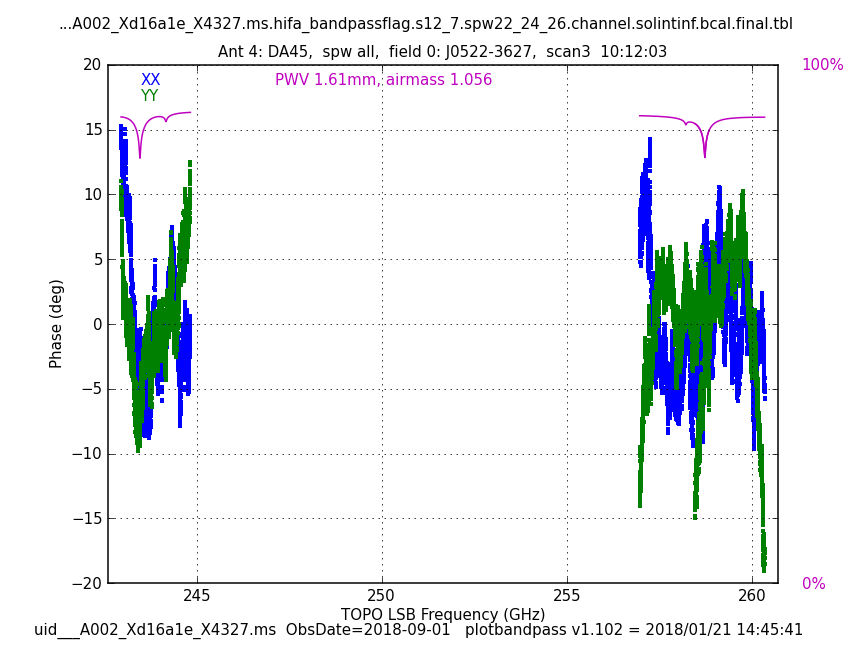 ...A002_Xd16a1e_X4327.ms.hifa_bandpassflag.s12_7.spw22_24_26.channel.solintinf.bcal.final.tbl
Ant 4: DA45, spw all, field 0: J0522-3627, scan3 10:12:03
20
100%
XX
PWV 1.61mm, airmass 1.056
YY
15
10
5
0
Phase (deg)
−5
−10
−15
−20
0%
245
250
255
260
TOPO LSB Frequency (GHz)
uid___A002_Xd16a1e_X4327.ms ObsDate=2018-09-01 plotbandpass v1.102 = 2018/01/21 14:45:41